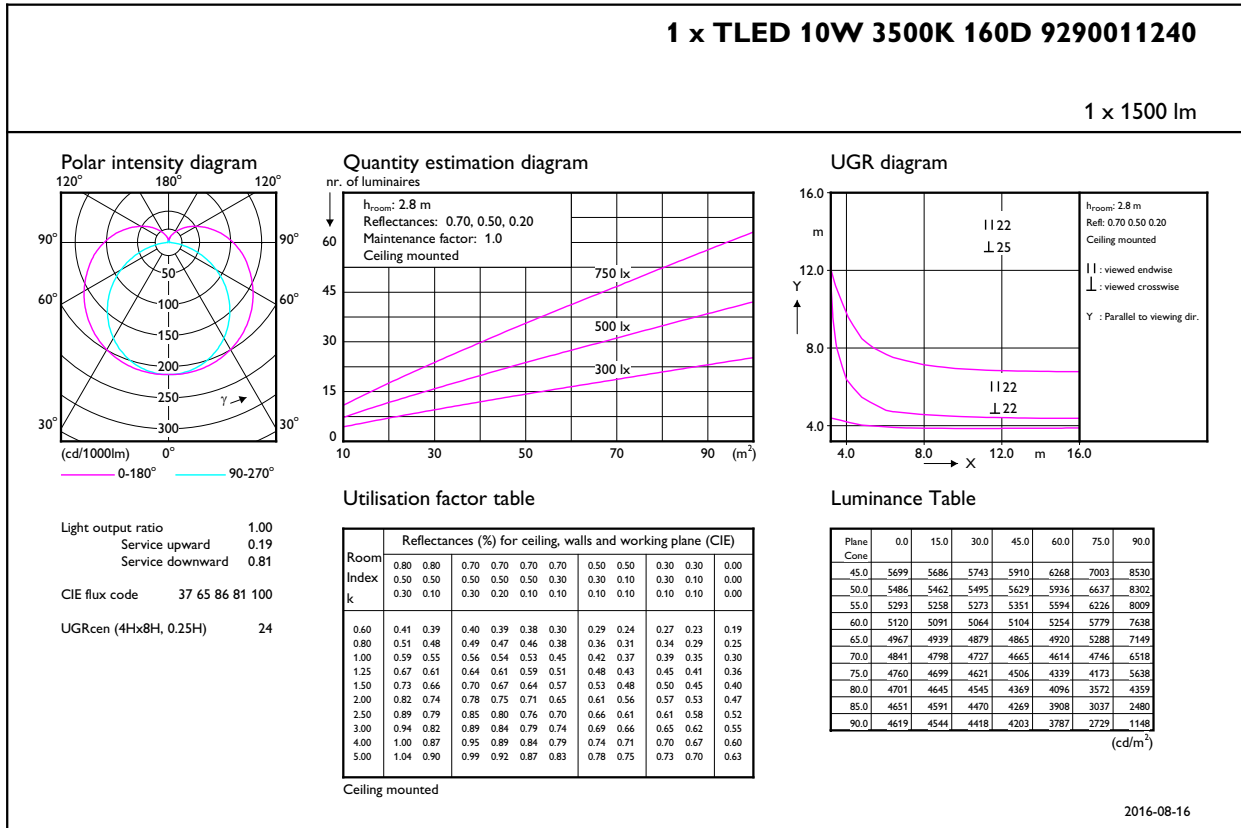 1 x TLED 10W 3500K 160D 9290011240
1 x 1500 lm
Polar intensity diagram
120° 180° 120°
90° 90°
60° 60°
30° 30°
50
100
150
200
250
300
γ
(cd/1000lm) 0°
0-180° 90-270°
Light output ratio 1.00
Service upward 0.19
Service downward 0.81
CIE flux code 37 65 86 81 100
UGRcen (4Hx8H, 0.25H) 24
Quantity estimation diagram
nr. of luminaires
hroom: 2.8 m
Reflectances: 0.70, 0.50, 0.20
Maintenance factor: 1.0
Ceiling mounted
60
45
30
15
0
750 lx
500 lx
300 lx
10 30 50 70 90 (m²)
Utilisation factor table
Reflectances (%) for ceiling, walls and working plane (CIE)
Room
Index
k
0.80 0.80 0.70 0.70 0.70 0.70 0.50 0.50 0.30 0.30 0.00
0.50 0.50 0.50 0.50 0.50 0.30 0.30 0.10 0.30 0.10 0.00
0.30 0.10 0.30 0.20 0.10 0.10 0.10 0.10 0.10 0.10 0.00
0.60 0.41 0.39 0.40 0.39 0.38 0.30 0.29 0.24 0.27 0.23 0.19
0.80 0.51 0.48 0.49 0.47 0.46 0.38 0.36 0.31 0.34 0.29 0.25
1.00 0.59 0.55 0.56 0.54 0.53 0.45 0.42 0.37 0.39 0.35 0.30
1.25 0.67 0.61 0.64 0.61 0.59 0.51 0.48 0.43 0.45 0.41 0.36
1.50 0.73 0.66 0.70 0.67 0.64 0.57 0.53 0.48 0.50 0.45 0.40
2.00 0.82 0.74 0.78 0.75 0.71 0.65 0.61 0.56 0.57 0.53 0.47
2.50 0.89 0.79 0.85 0.80 0.76 0.70 0.66 0.61 0.61 0.58 0.52
3.00 0.94 0.82 0.89 0.84 0.79 0.74 0.69 0.66 0.65 0.62 0.55
4.00 1.00 0.87 0.95 0.89 0.84 0.79 0.74 0.71 0.70 0.67 0.60
5.00 1.04 0.90 0.99 0.92 0.87 0.83 0.78 0.75 0.73 0.70 0.63
Ceiling mounted
UGR diagram
16.0
m
12.0
Y
8.0
4.0
|| 22
⊥ 25
|| 22
⊥ 22
4.0 8.0 12.0 m 16.0
X
hroom: 2.8 m
Refl: 0.70 0.50 0.20
Ceiling mounted
|| : viewed endwise
⊥ : viewed crosswise
Y : Parallel to viewing dir.
Luminance Table
Plane 0.0 15.0 30.0 45.0 60.0 75.0 90.0
Cone
45.0 5699 5686 5743 5910 6268 7003 8530
50.0 5486 5462 5495 5629 5936 6637 8302
55.0 5293 5258 5273 5351 5594 6226 8009
60.0 5120 5091 5064 5104 5254 5779 7638
65.0 4967 4939 4879 4865 4920 5288 7149
70.0 4841 4798 4727 4665 4614 4746 6518
75.0 4760 4699 4621 4506 4339 4173 5638
80.0 4701 4645 4545 4369 4096 3572 4359
85.0 4651 4591 4470 4269 3908 3037 2480
90.0 4619 4544 4418 4203 3787 2729 1148
(cd/m²)
2016-08-16